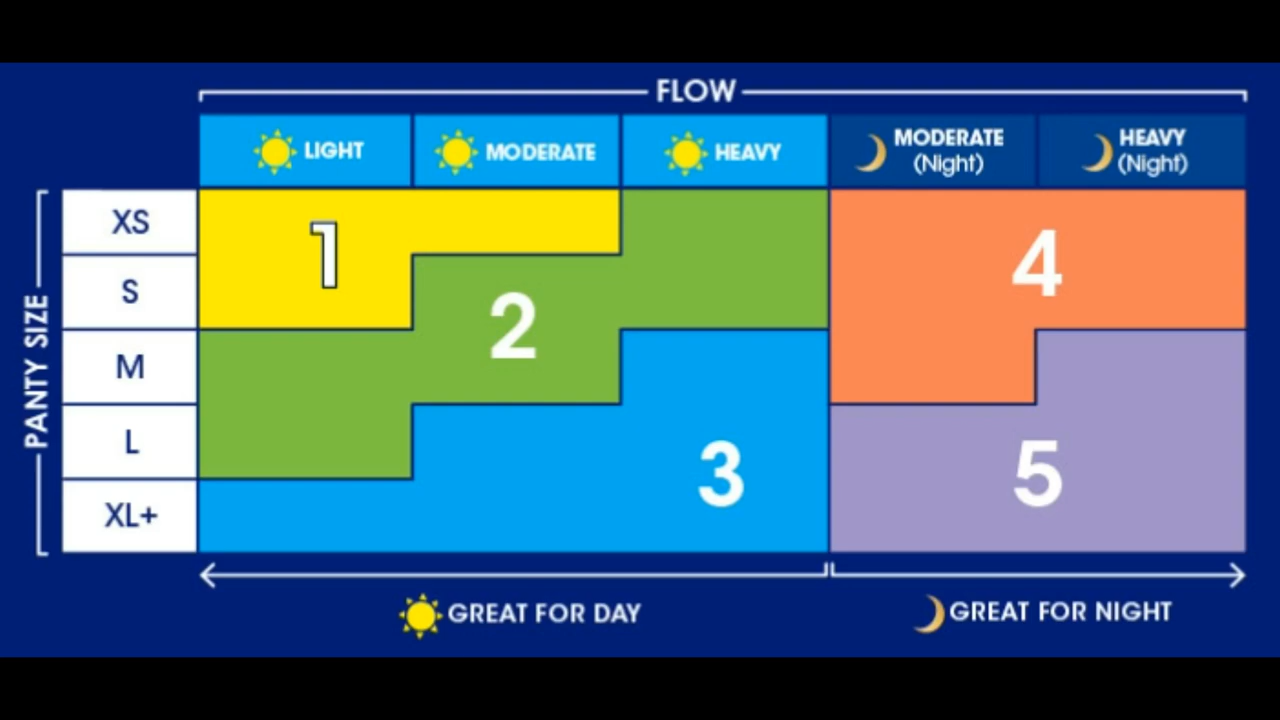 FLOW
LIGHT
MODERATE
HEAVY
MODERATE
(Night)
HEAVY
(Night)
PANTY SIZE
XS
S
M
L
XL+
1
2
3
4
5
GREAT FOR DAY
GREAT FOR NIGHT